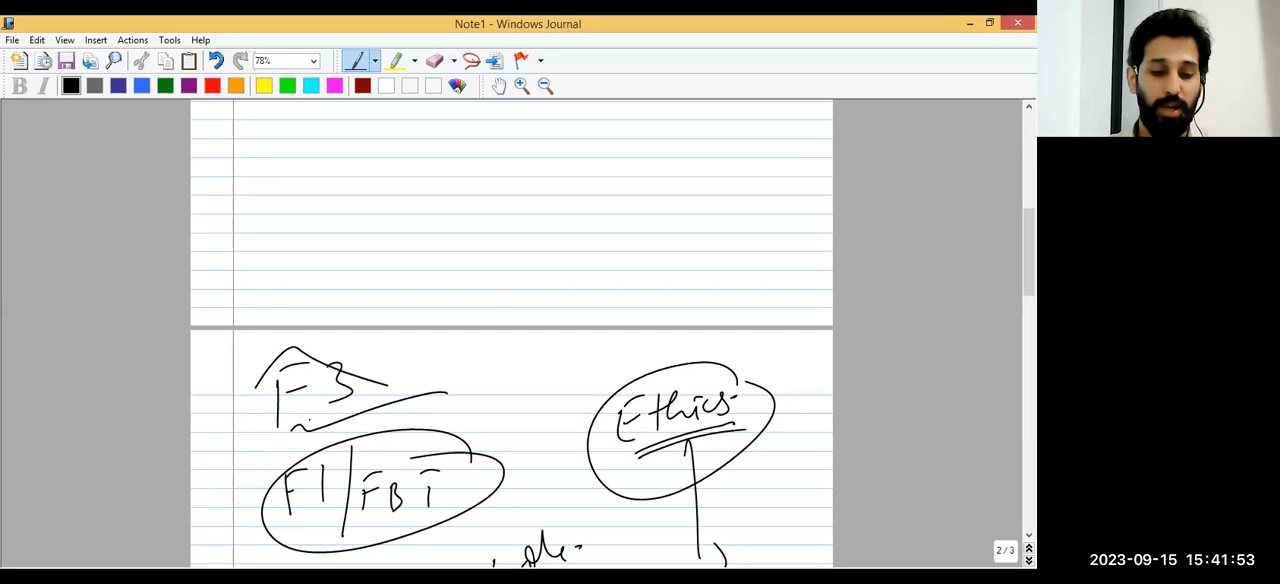 Note1 - Windows Journal
File Edit View Insert Actions Tools Help
78%
B I
F3
Ethics
F1 FBT
2/3
2023-09-15 15:41:53